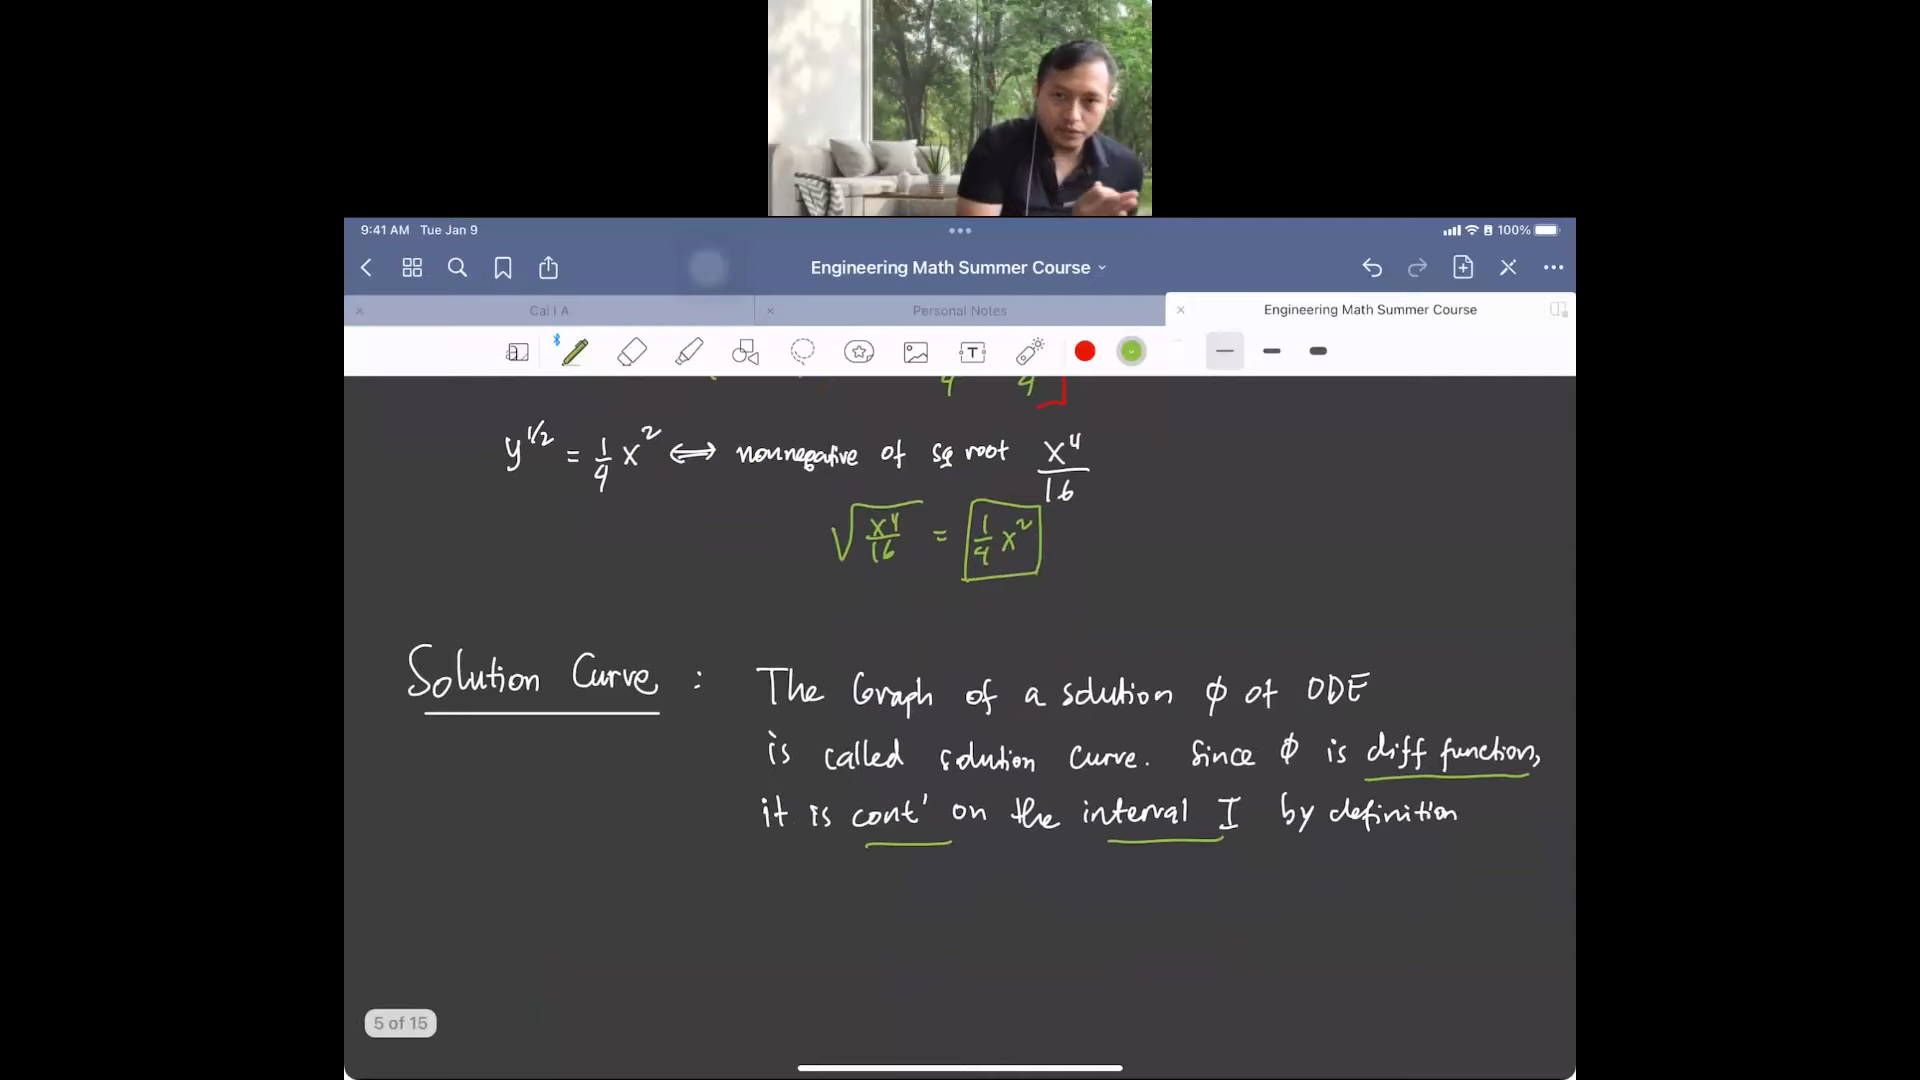 9:41 AM Tue Jan 9
100%
Engineering Math Summer Course
Cal I A
Personal Notes
Engineering Math Summer Course
T
4 4
y^{1/2} = 1/4 x^2 ⟺ nonnegative of sq root x^4/16
√(x^4/16) = 1/4 x^2
Solution Curve : The Graph of a solution ϕ of ODE
is called solution curve. Since ϕ is diff function,
it is cont' on the interval I by definition
5 of 15